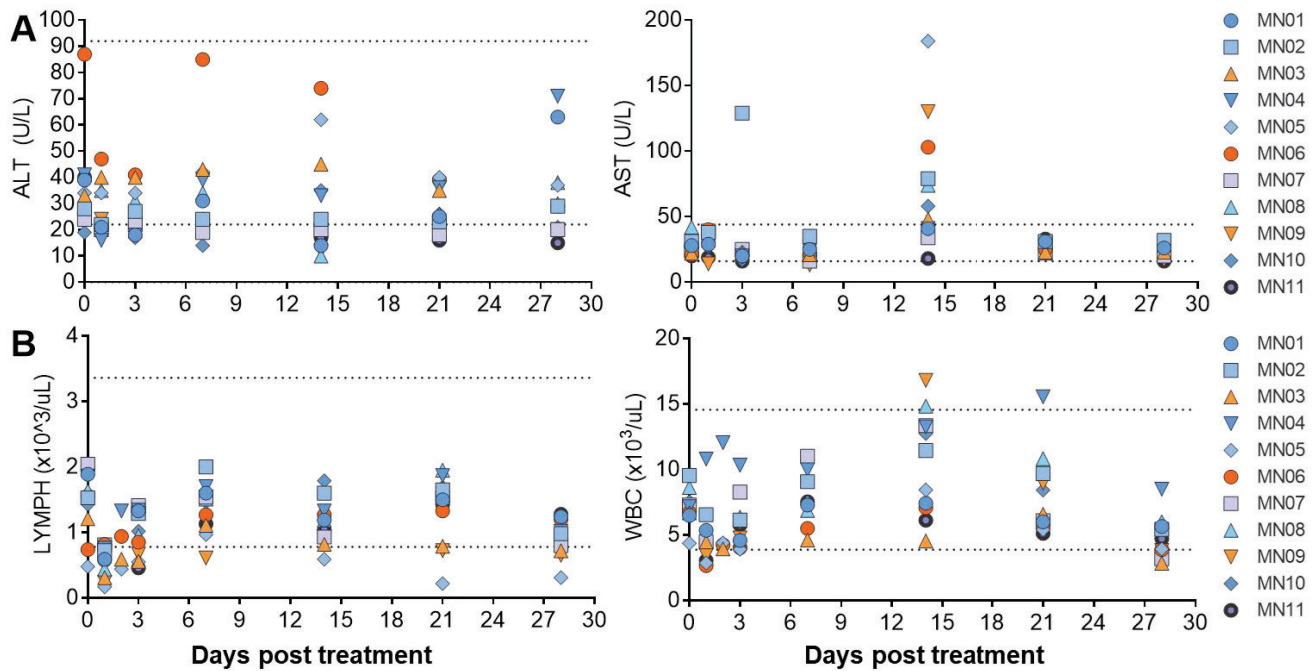 A
ALT (U/L)
100
90
80
70
60
50
40
30
20
10
0
0 3 6 9 12 15 18 21 24 27 30
AST (U/L)
200
150
100
50
0
0 3 6 9 12 15 18 21 24 27 30
MN01
MN02
MN03
MN04
MN05
MN06
MN07
MN08
MN09
MN10
MN11
B
LYMPH (x10^3/uL)
4
3
2
1
0
0 3 6 9 12 15 18 21 24 27 30
Days post treatment
WBC (x10³/uL)
20
15
10
5
0
0 3 6 9 12 15 18 21 24 27 30
Days post treatment
MN01
MN02
MN03
MN04
MN05
MN06
MN07
MN08
MN09
MN10
MN11